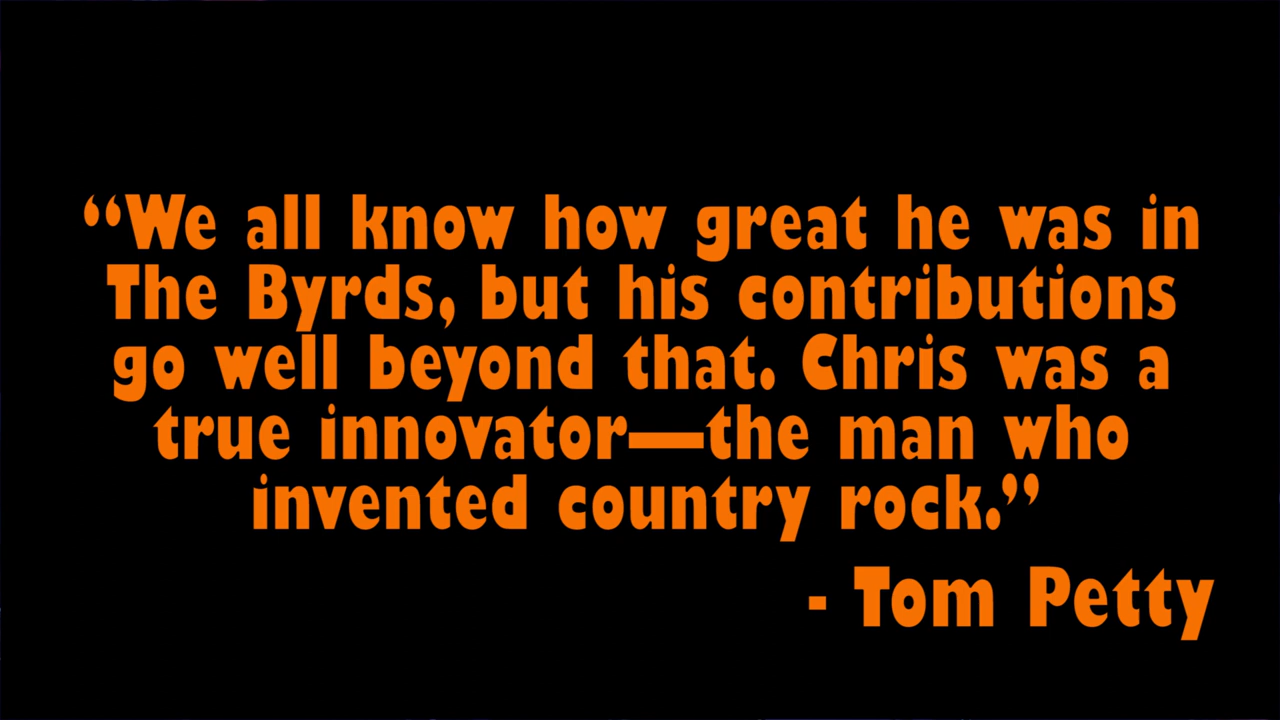 “We all know how great he was in
The Byrds, but his contributions
go well beyond that. Chris was a
true innovator—the man who
invented country rock.”
- Tom Petty